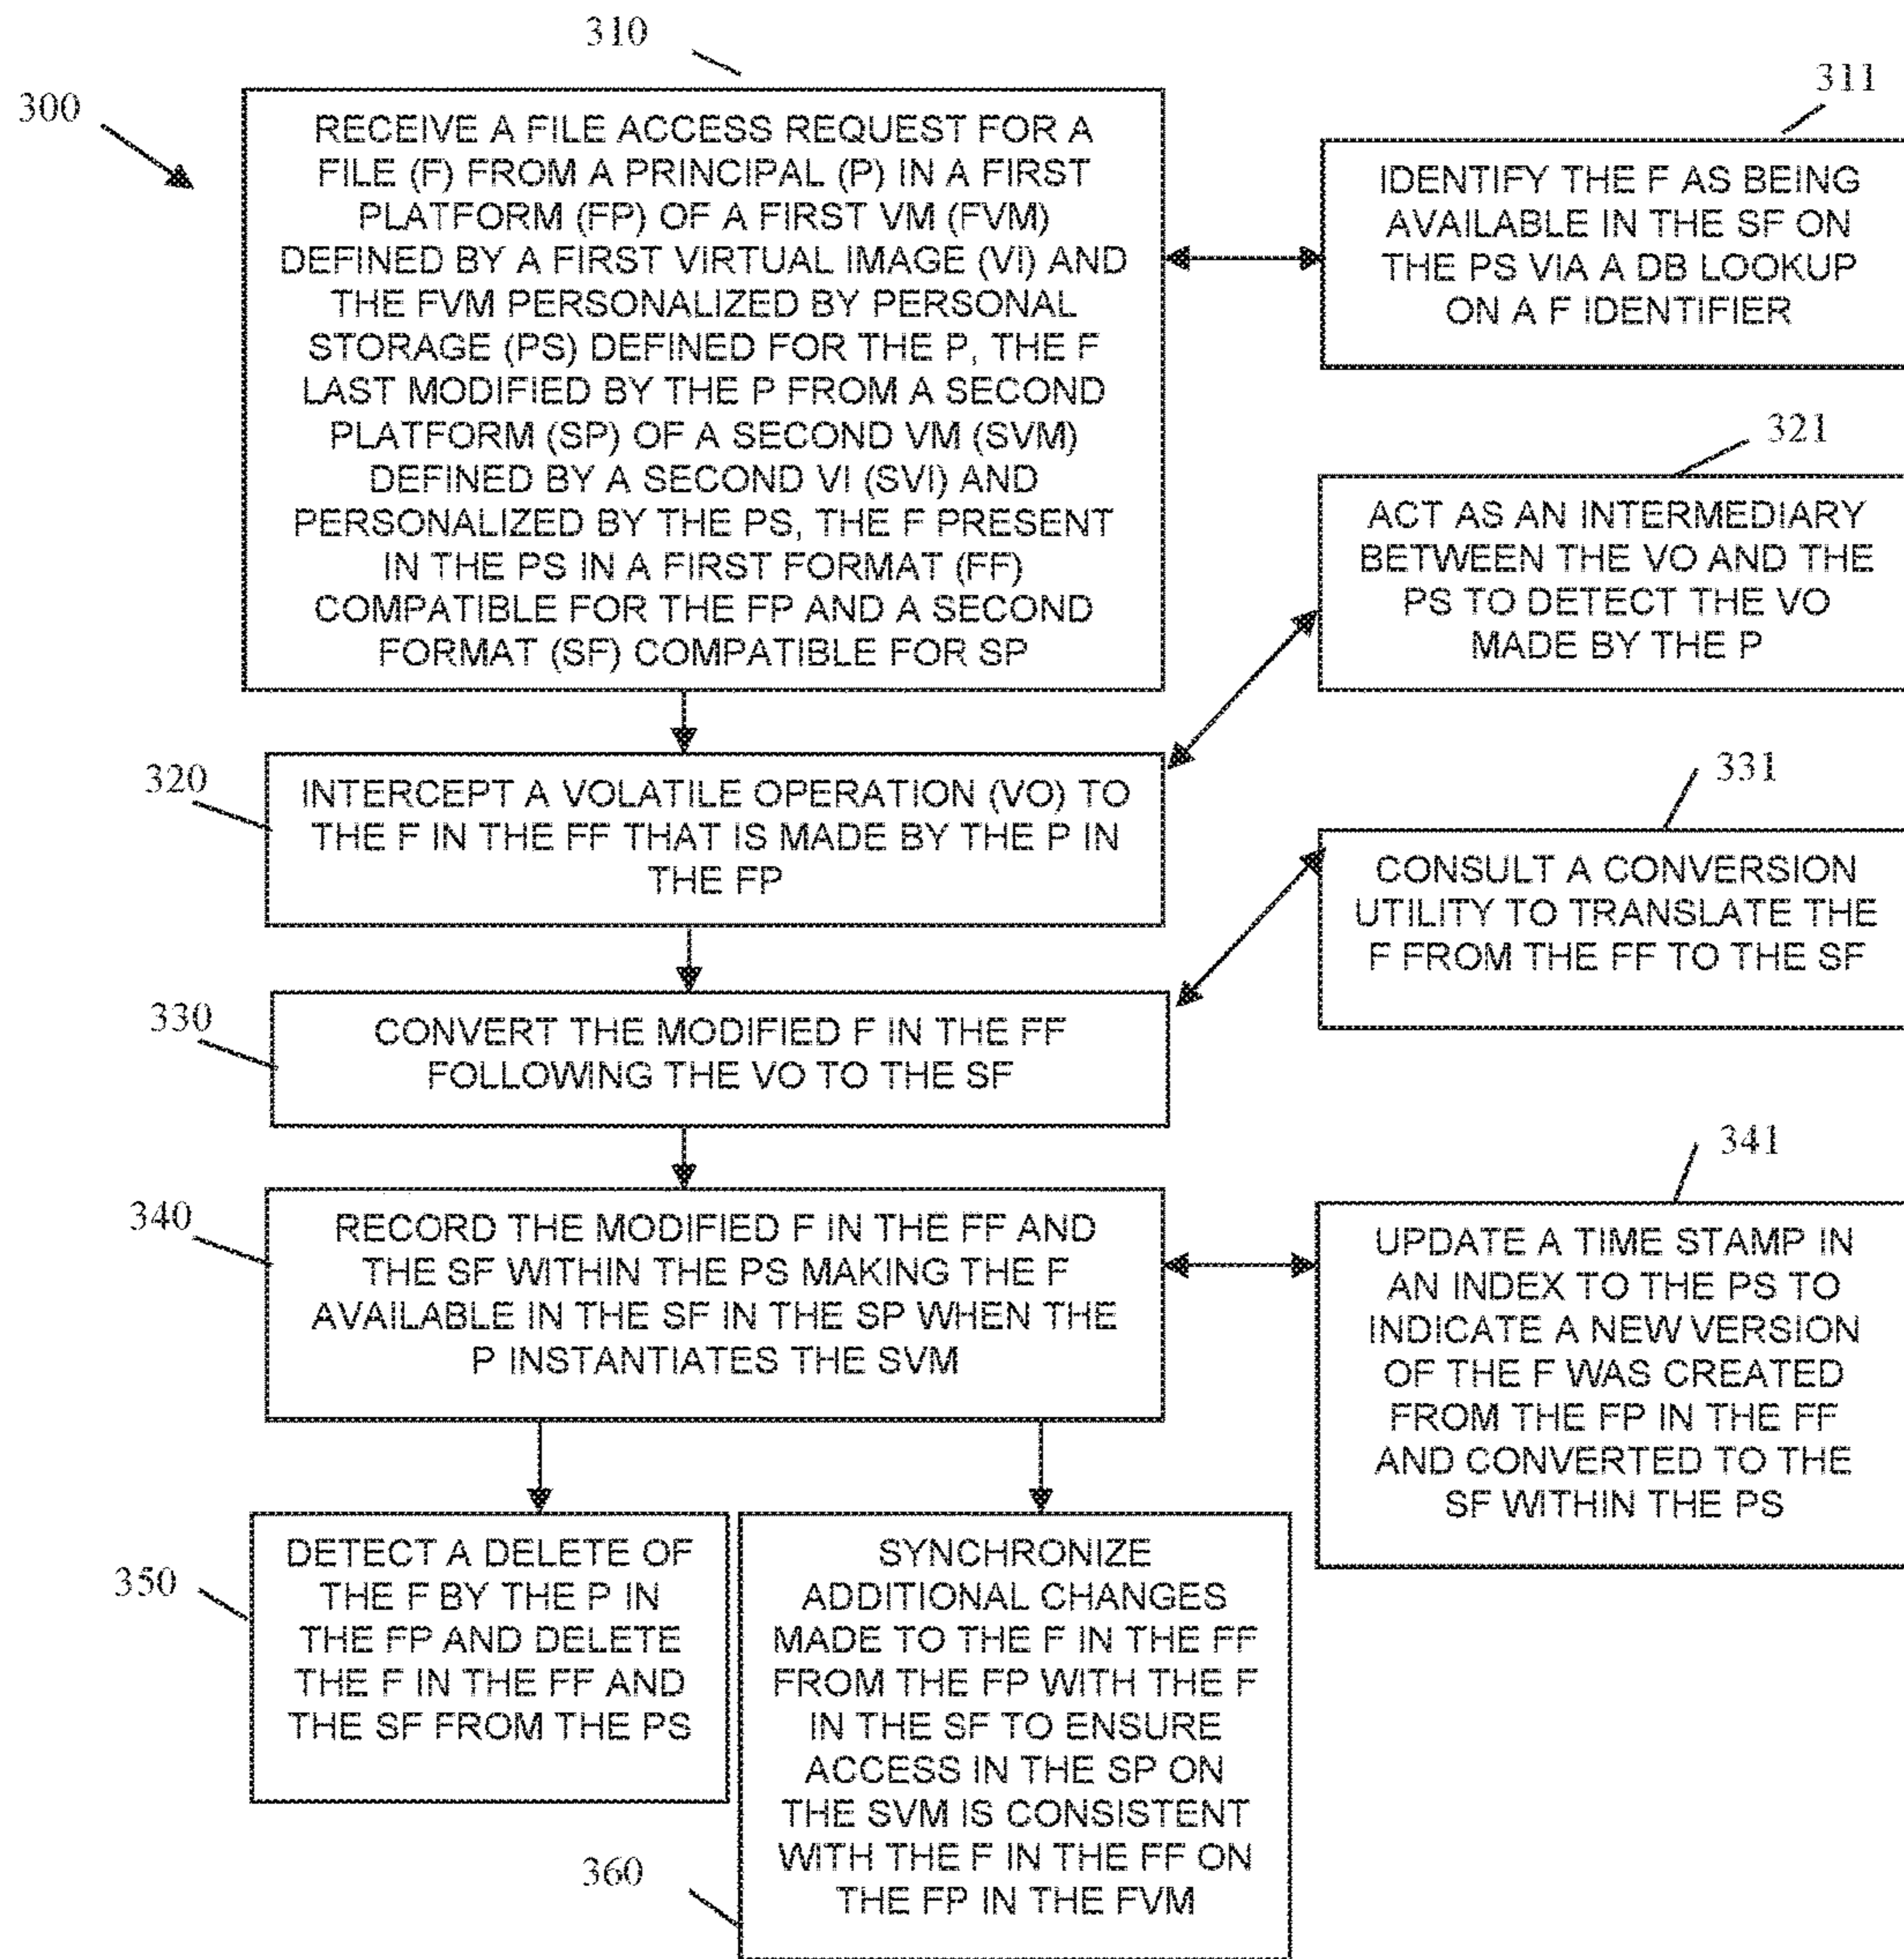 310
300
RECEIVE A FILE ACCESS REQUEST FOR A
FILE (F) FROM A PRINCIPAL (P) IN A FIRST
PLATFORM (FP) OF A FIRST VM (FVM)
DEFINED BY A FIRST VIRTUAL IMAGE (VI) AND
THE FVM PERSONALIZED BY PERSONAL
STORAGE (PS) DEFINED FOR THE P, THE F
LAST MODIFIED BY THE P FROM A SECOND
PLATFORM (SP) OF A SECOND VM (SVM)
DEFINED BY A SECOND VI (SVI) AND
PERSONALIZED BY THE PS, THE F PRESENT
IN THE PS IN A FIRST FORMAT (FF)
COMPATIBLE FOR THE FP AND A SECOND
FORMAT (SF) COMPATIBLE FOR SP
311
IDENTIFY THE F AS BEING
AVAILABLE IN THE SF ON
THE PS VIA A DB LOOKUP
ON A F IDENTIFIER
321
ACT AS AN INTERMEDIARY
BETWEEN THE VO AND THE
PS TO DETECT THE VO
MADE BY THE P
320
INTERCEPT A VOLATILE OPERATION (VO) TO
THE F IN THE FF THAT IS MADE BY THE P IN
THE FP
331
CONSULT A CONVERSION
UTILITY TO TRANSLATE THE
F FROM THE FF TO THE SF
330
CONVERT THE MODIFIED F IN THE FF
FOLLOWING THE VO TO THE SF
340
RECORD THE MODIFIED F IN THE FF AND
THE SF WITHIN THE PS MAKING THE F
AVAILABLE IN THE SF IN THE SP WHEN THE
P INSTANTIATES THE SVM
341
UPDATE A TIME STAMP IN
AN INDEX TO THE PS TO
INDICATE A NEW VERSION
OF THE F WAS CREATED
FROM THE FP IN THE FF
AND CONVERTED TO THE
SF WITHIN THE PS
350
DETECT A DELETE OF
THE F BY THE P IN
THE FP AND DELETE
THE F IN THE FF AND
THE SF FROM THE PS
360
SYNCHRONIZE
ADDITIONAL CHANGES
MADE TO THE F IN THE FF
FROM THE FP WITH THE F
IN THE SF TO ENSURE
ACCESS IN THE SP ON
THE SVM IS CONSISTENT
WITH THE F IN THE FF ON
THE FP IN THE FVM